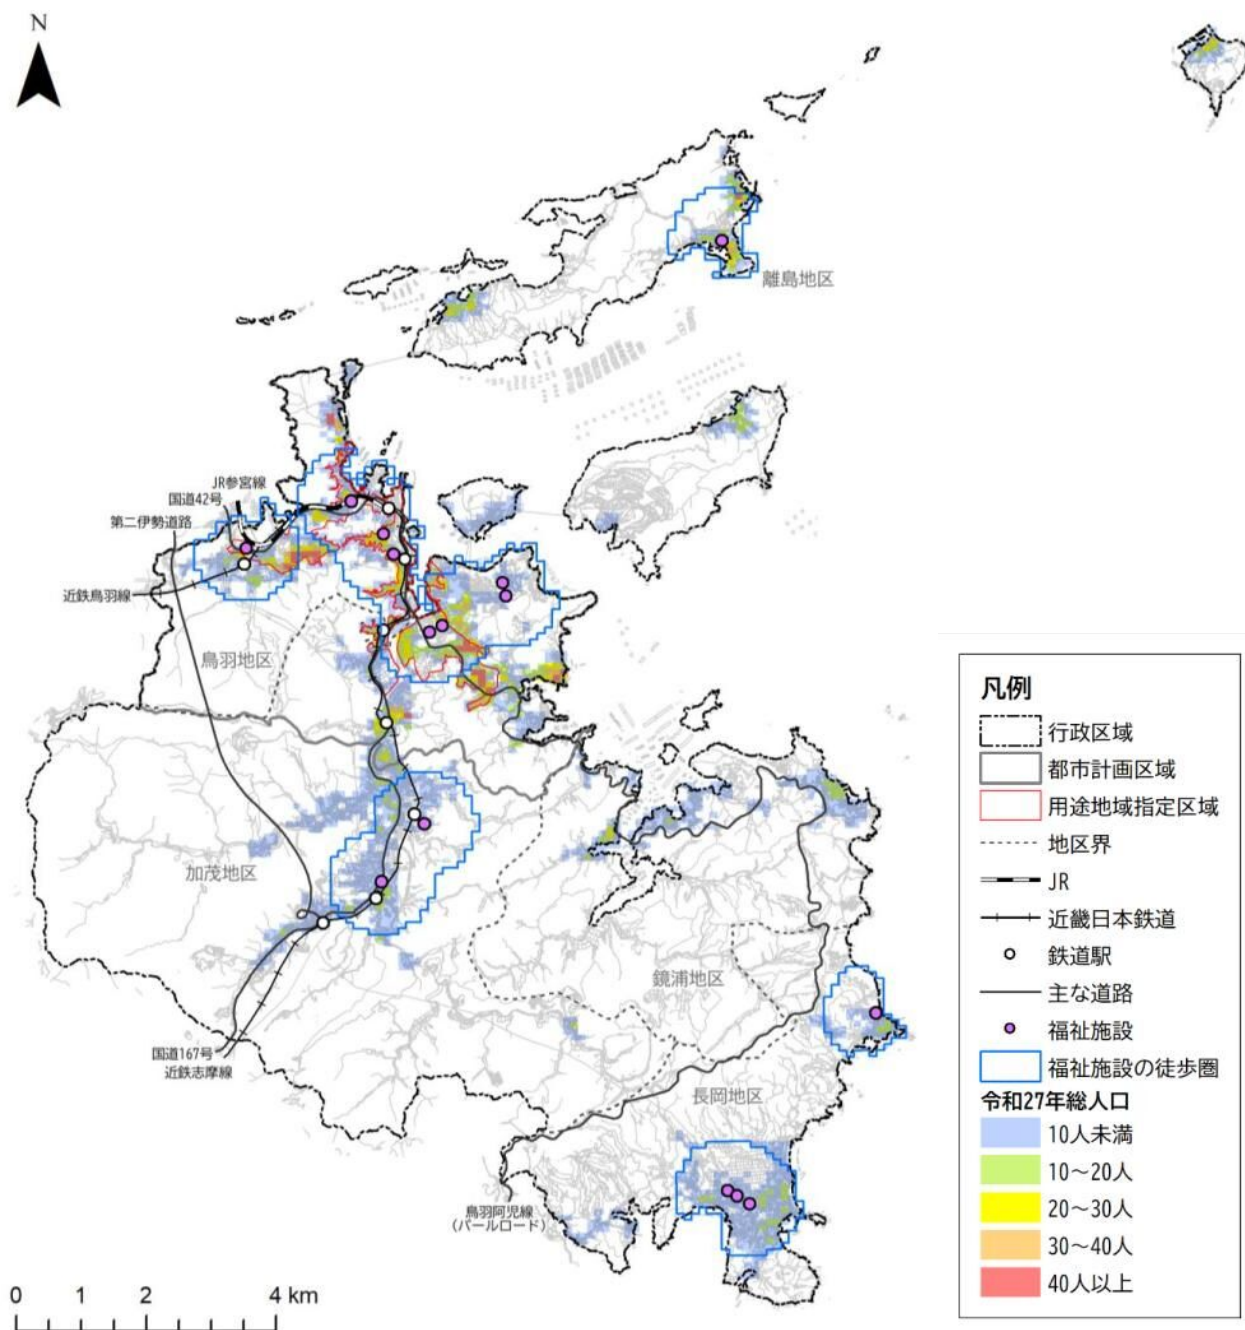 N
離島地区
JR参宮線
国道42号
第二伊勢道路
近鉄鳥羽線
鳥羽地区
加茂地区
鏡浦地区
国道167号
近鉄志摩線
長岡地区
鳥羽阿児線
(パールロード)
0 1 2 4 km
凡例
行政区域
都市計画区域
用途地域指定区域
地区界
JR
近畿日本鉄道
鉄道駅
主な道路
福祉施設
福祉施設の徒歩圏
令和27年総人口
10人未満
10～20人
20～30人
30～40人
40人以上